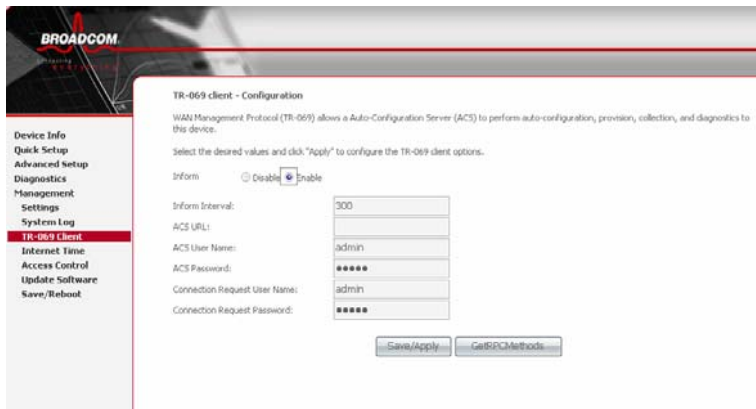 BROADCOM
connecting
everything
Device Info
Quick Setup
Advanced Setup
Diagnostics
Management
Settings
System Log
TR-069 Client
Internet Time
Access Control
Update Software
Save/Reboot
TR-069 client - Configuration
WAN Management Protocol (TR-069) allows a Auto-Configuration Server (ACS) to perform auto-configuration, provision, collection, and diagnostics to
this device.
Select the desired values and click "Apply" to configure the TR-069 client options.
Inform Disable Enable
Inform Interval: 300
ACS URL:
ACS User Name: admin
ACS Password: •••••
Connection Request User Name: admin
Connection Request Password: •••••
Save/Apply GetRPCMethods